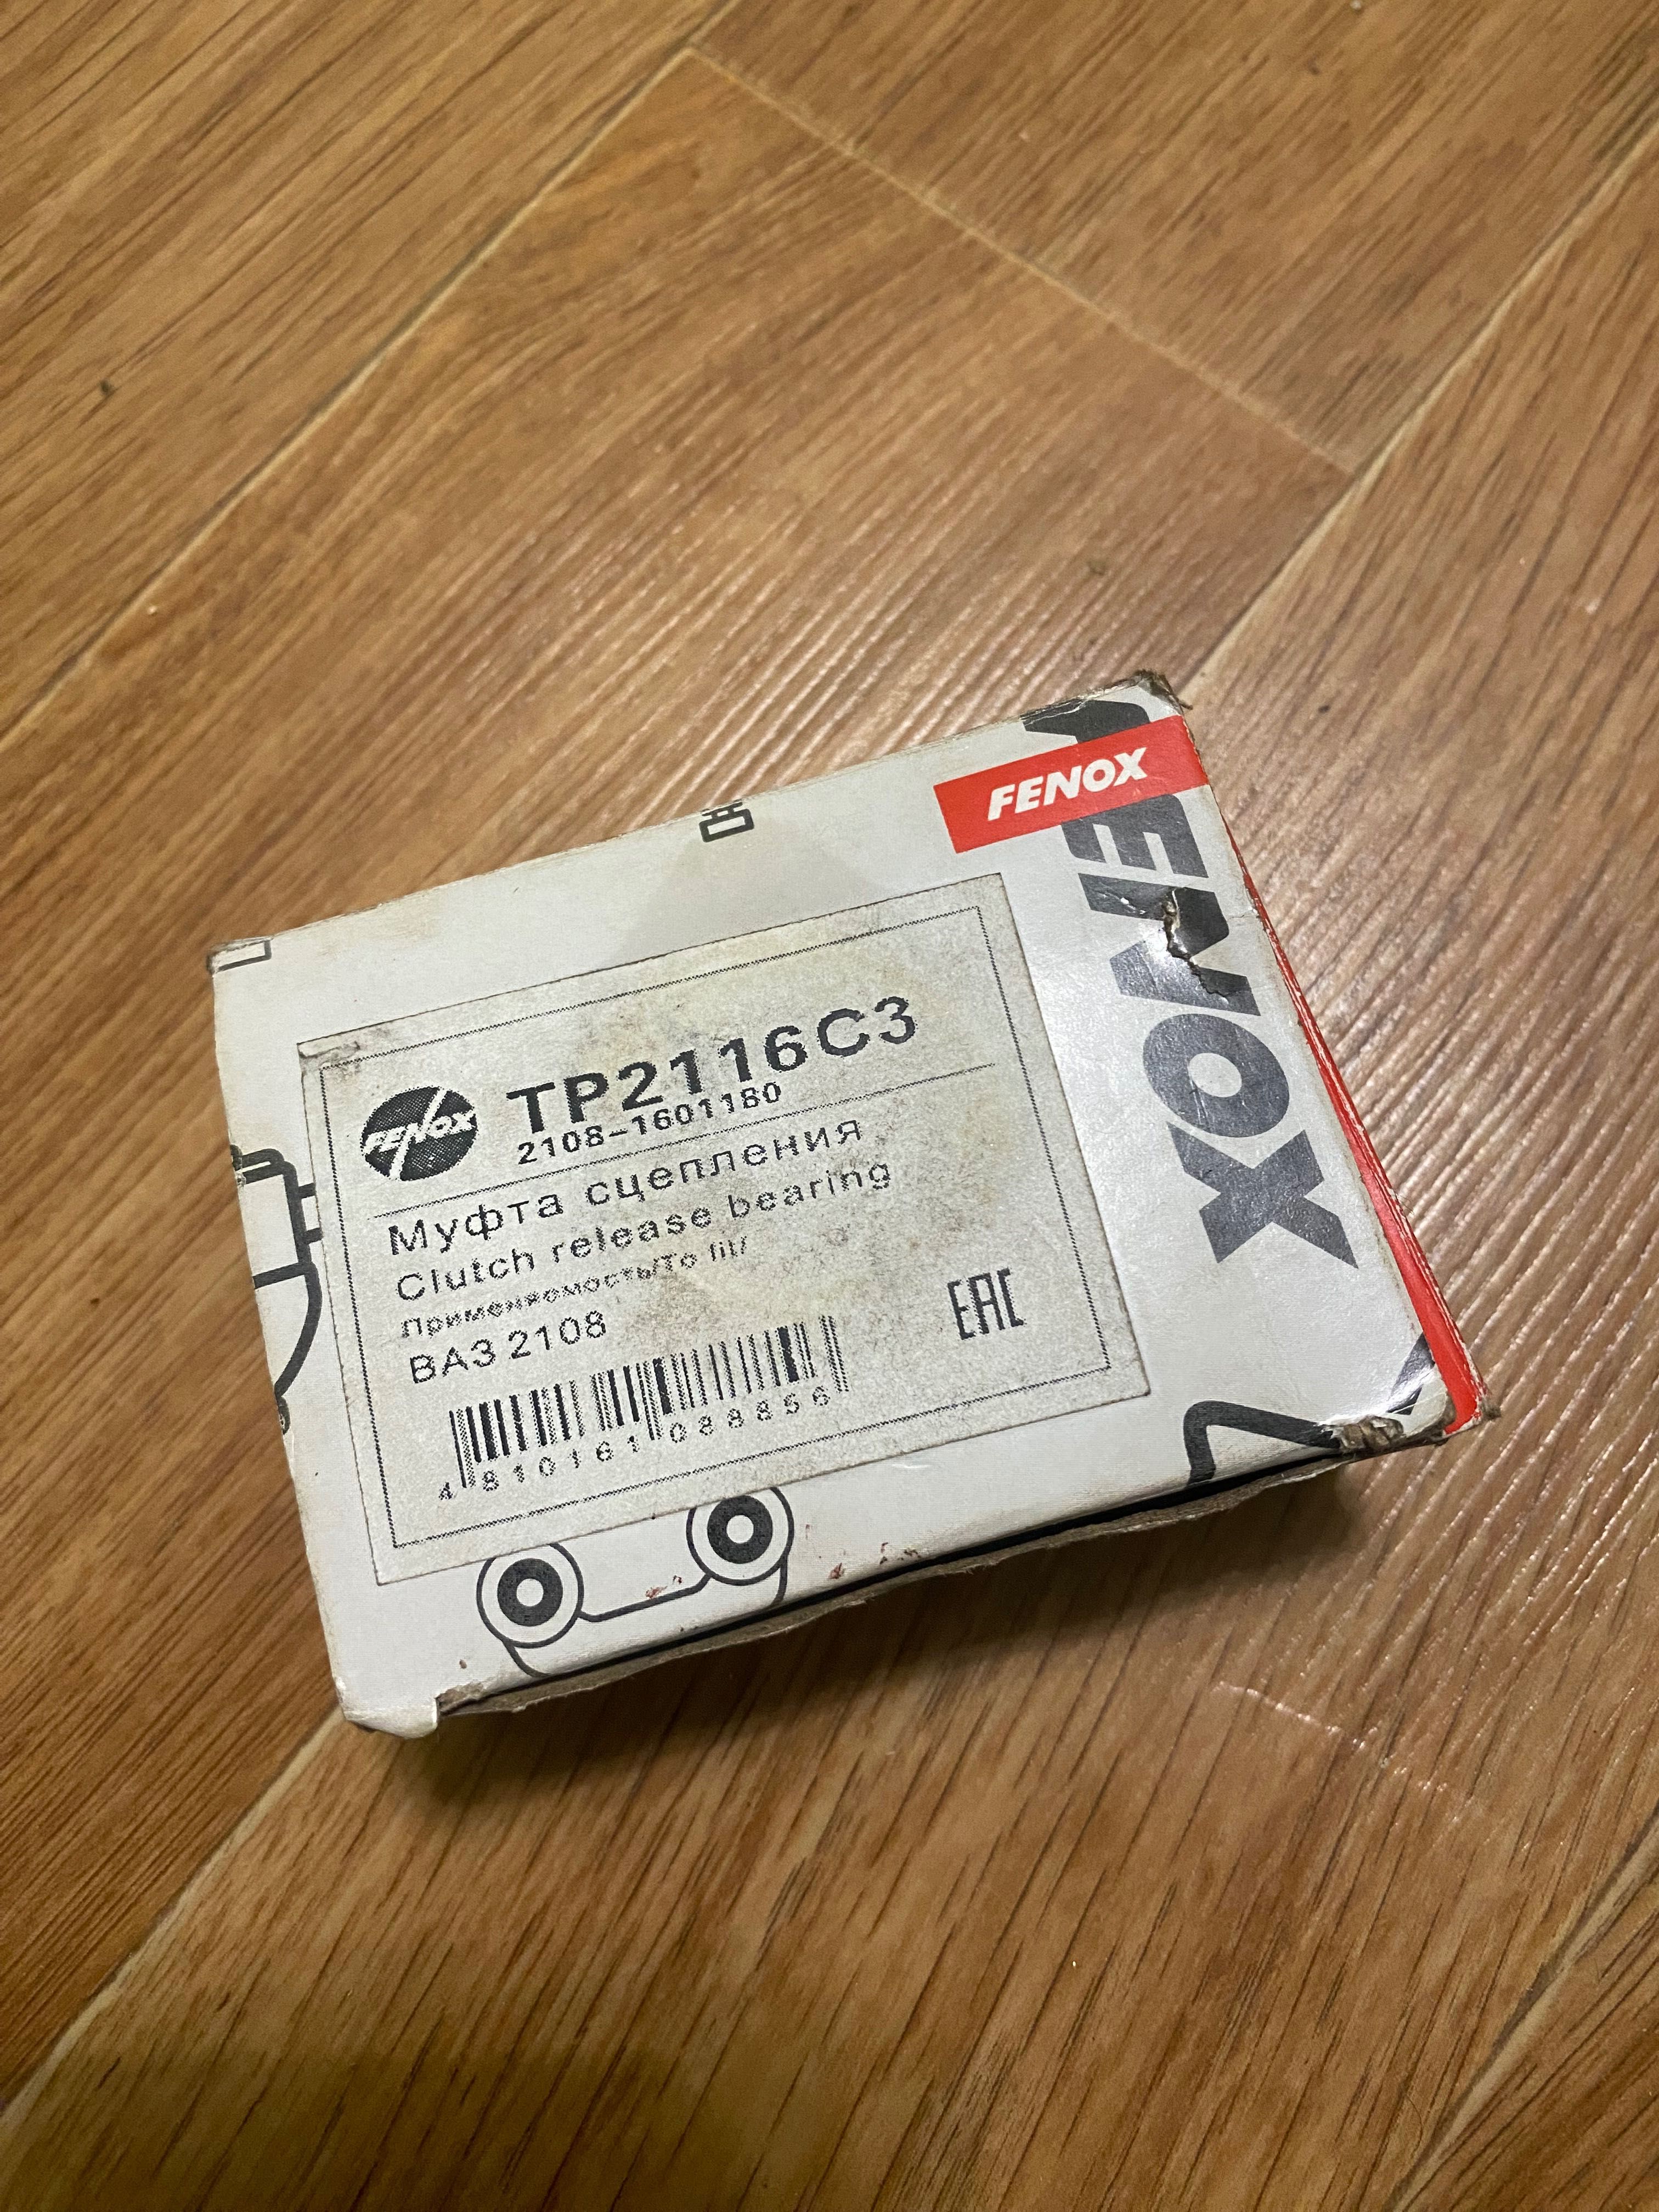 FENOX
FENOX
FENOX
TP2116C3
2108-1601180
Муфта сцепления
Clutch release bearing
Применяемость/To fit/
ВАЗ 2108
EAC
4 810161 088856